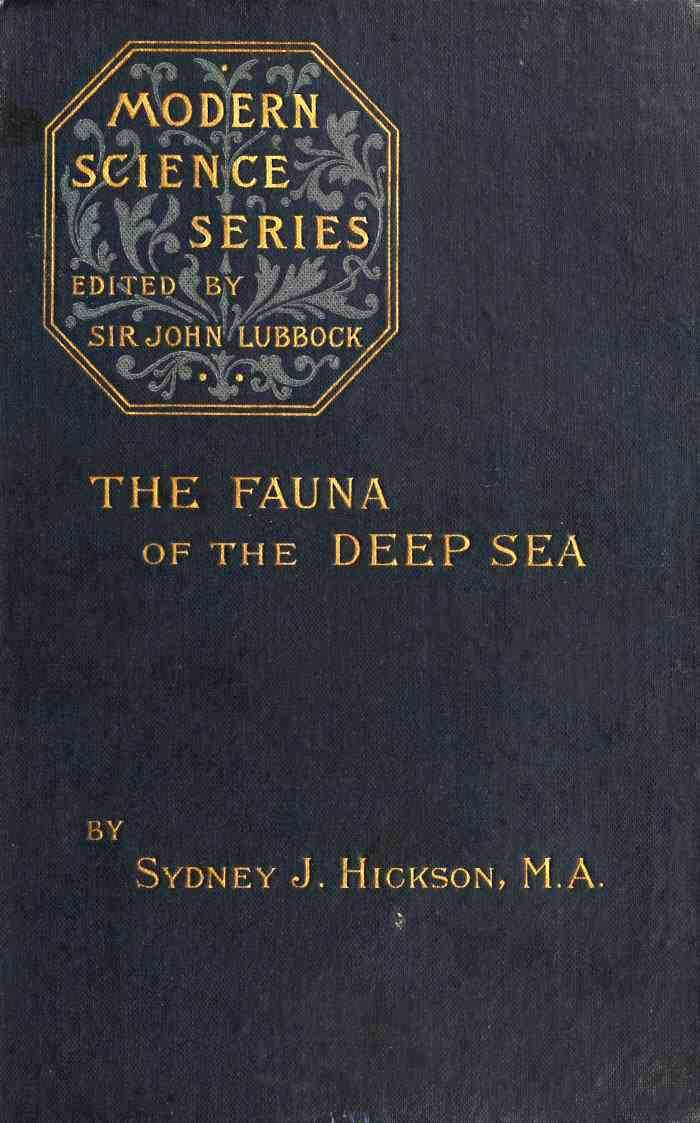 MODERN
SCIENCE
SERIES
EDITED BY
SIR JOHN LUBBOCK
THE FAUNA
OF THE DEEP SEA
BY
SYDNEY J. HICKSON, M.A.